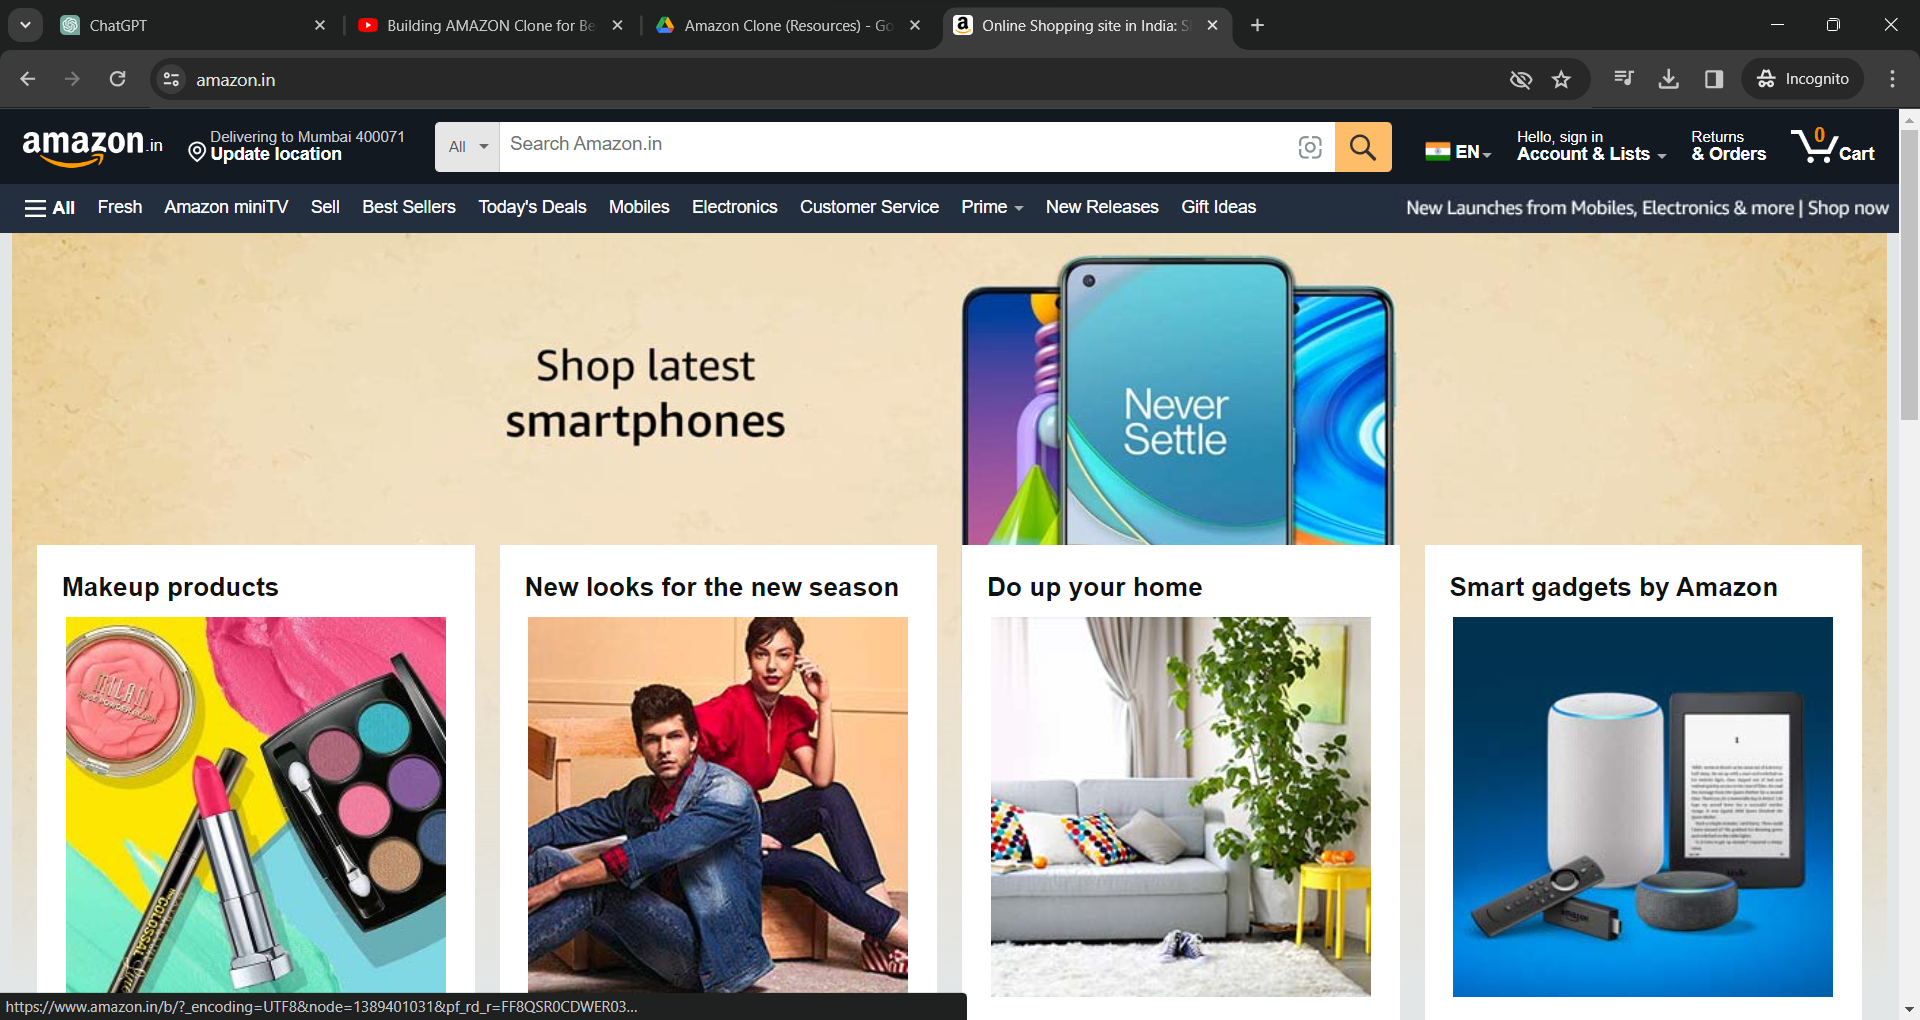 ChatGPT
Building AMAZON Clone for Be
Amazon Clone (Resources) - Go
Online Shopping site in India: S
amazon.in
Incognito
amazon.in
Delivering to Mumbai 400071
Update location
All
Search Amazon.in
EN
Hello, sign in
Account & Lists
Returns
& Orders
0
Cart
All
Fresh
Amazon miniTV
Sell
Best Sellers
Today's Deals
Mobiles
Electronics
Customer Service
Prime
New Releases
Gift Ideas
New Launches from Mobiles, Electronics & more | Shop now
Shop latest
smartphones
Never
Settle
Makeup products
New looks for the new season
Do up your home
Smart gadgets by Amazon
MILANI
COLOSSAL
1
kindle
amazon
https://www.amazon.in/b/?_encoding=UTF8&node=1389401031&pf_rd_r=FF8QSR0CDWER03...